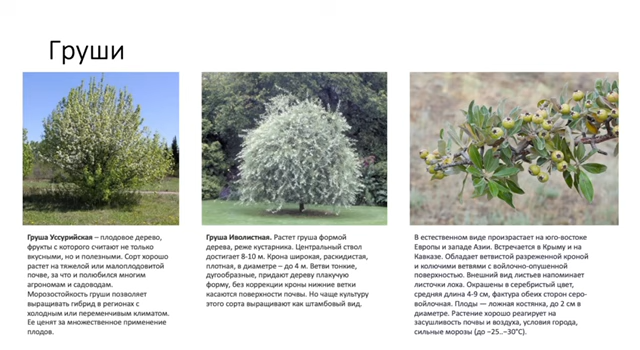 Груши
Груша Уссурийская – плодовое дерево,
фрукты с которого считают не только
вкусными, но и полезными. Сорт хорошо
растет на тяжелой или малоплодовитой
почве, за что и полюбился многим
агрономам и садоводам.
Морозостойкость груши позволяет
выращивать гибрид в регионах с
холодным или переменчивым климатом.
Ее ценят за множественное применение
плодов.
Груша Иволистная. Растет груша формой
дерева, реже кустарника. Центральный ствол
достигает 8-10 м. Крона широкая, раскидистая,
плотная, в диаметре – до 4 м. Ветви тонкие,
дугообразные, придают дереву плакучую
форму, без коррекции кроны нижние ветки
касаются поверхности почвы. Но чаще культуру
этого сорта выращивают как штамбовый вид.
В естественном виде произрастает на юго-востоке
Европы и западе Азии. Встречается в Крыму и на
Кавказе. Обладает ветвистой разреженной кроной
и колючими ветвями с войлочно-опушенной
поверхностью. Внешний вид листьев напоминает
листочки лоха. Окрашены в серебристый цвет,
средняя длина 4-9 см, фактура обеих сторон серо-
войлочная. Плоды — ложная костянка, до 2 см в
диаметре. Растение хорошо реагирует на
засушливость почвы и воздуха, условия города,
сильные морозы (до −25..−30°С).